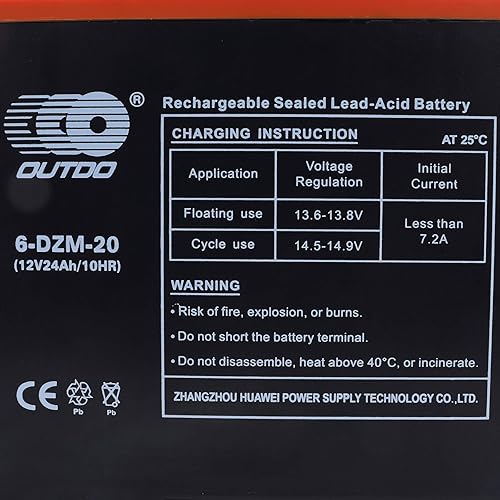 OUTDO ®
6-DZM-20
(12V24Ah/10HR)
CE Pb Pb
Rechargeable Sealed Lead-Acid Battery
CHARGING INSTRUCTION AT 25°C
Application Voltage Regulation Initial Current
Floating use 13.6-13.8V Less than 7.2A
Cycle use 14.5-14.9V
WARNING
• Risk of fire, explosion, or burns.
• Do not short the battery terminal.
• Do not disassemble, heat above 40°C, or incinerate.
ZHANGZHOU HUAWEI POWER SUPPLY TECHNOLOGY CO.,LTD.